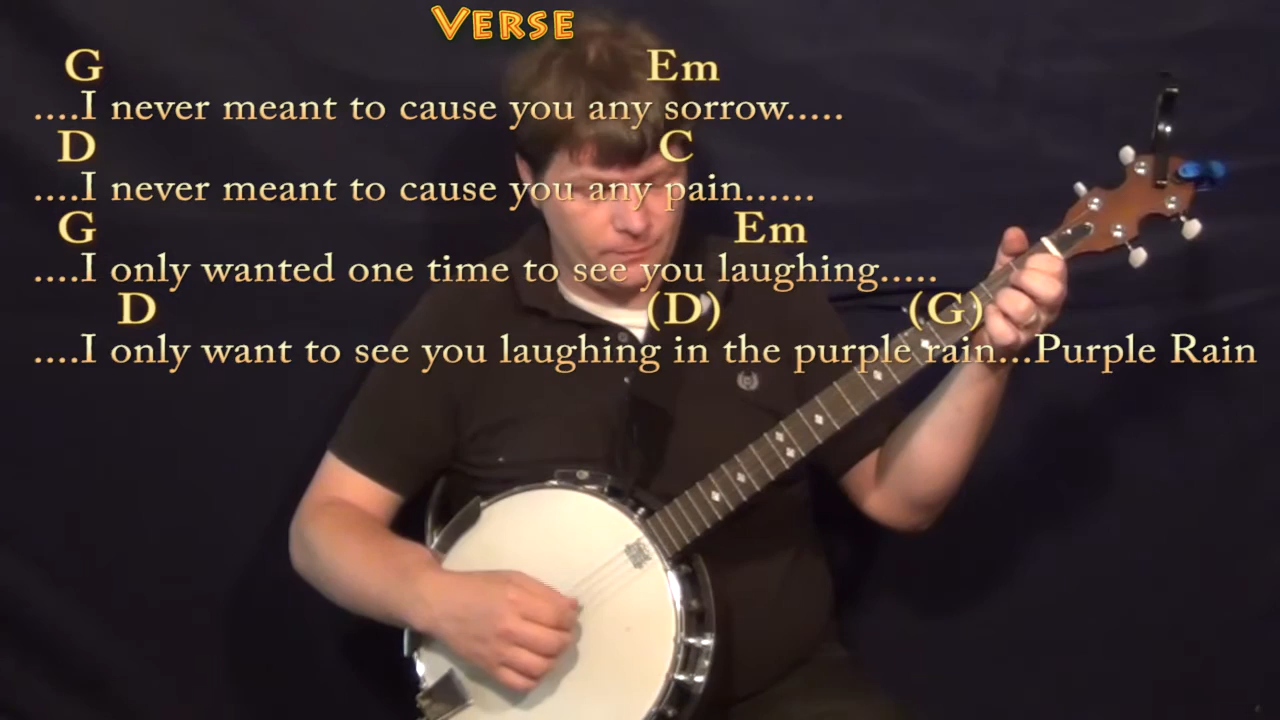 VERSE
G Em
....I never meant to cause you any sorrow.....
D C
....I never meant to cause you any pain......
G Em
....I only wanted one time to see you laughing.....
D (D) (G)
....I only want to see you laughing in the purple rain...Purple Rain